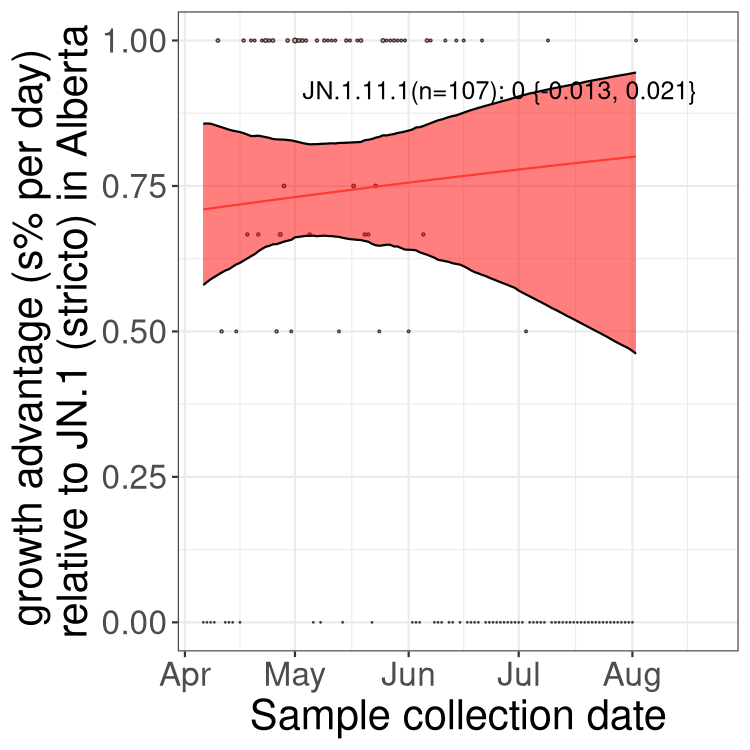 growth advantage (s% per day)
relative to JN.1 (stricto) in Alberta
1.00
0.75
0.50
0.25
0.00
JN.1.11.1(n=107): 0 {-0.013, 0.021}
Apr May Jun Jul Aug
Sample collection date